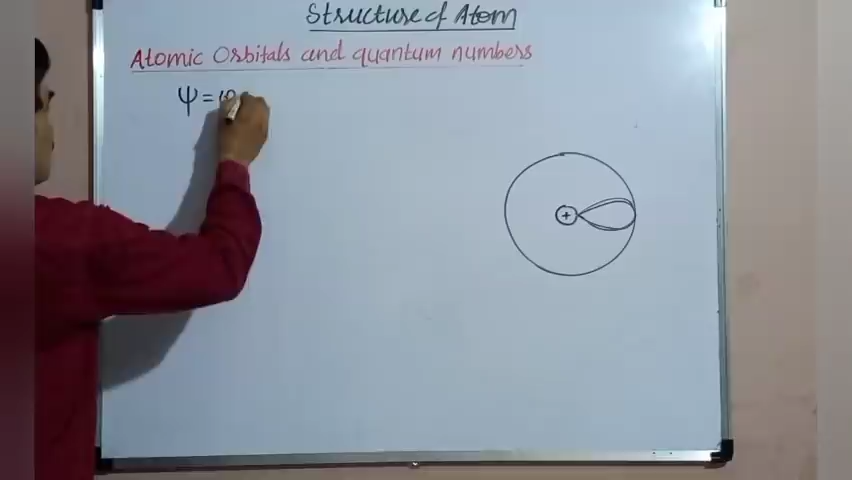 Structure of Atom
Atomic Orbitals and quantum numbers
ψ =
+